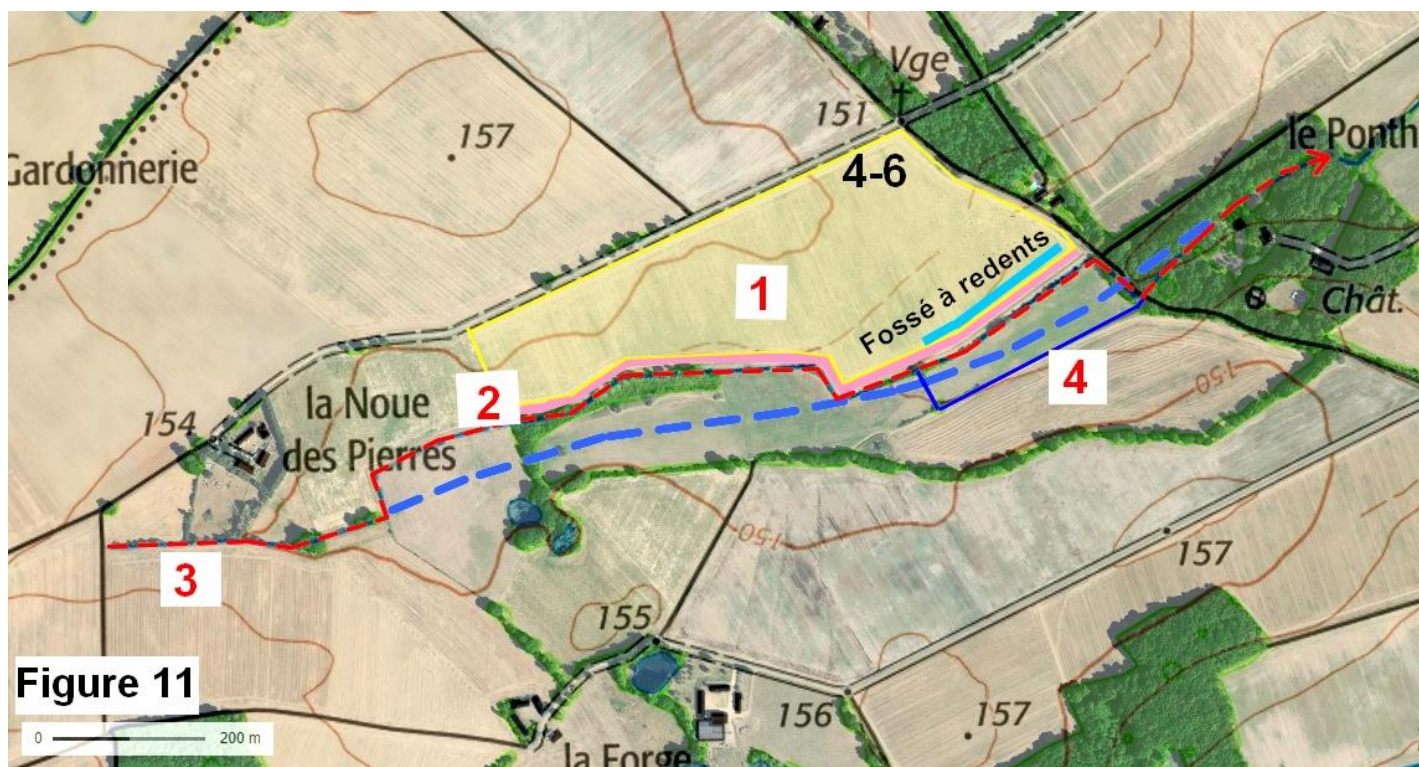 Vge
151
157
le Ponth
Gardonnerie
4-6
Fossé à redents
1
Chât.
4
150
la Noue
des Pierres
2
154
150
157
3
155
Figure 11
156
157
0 200 m
la Forge